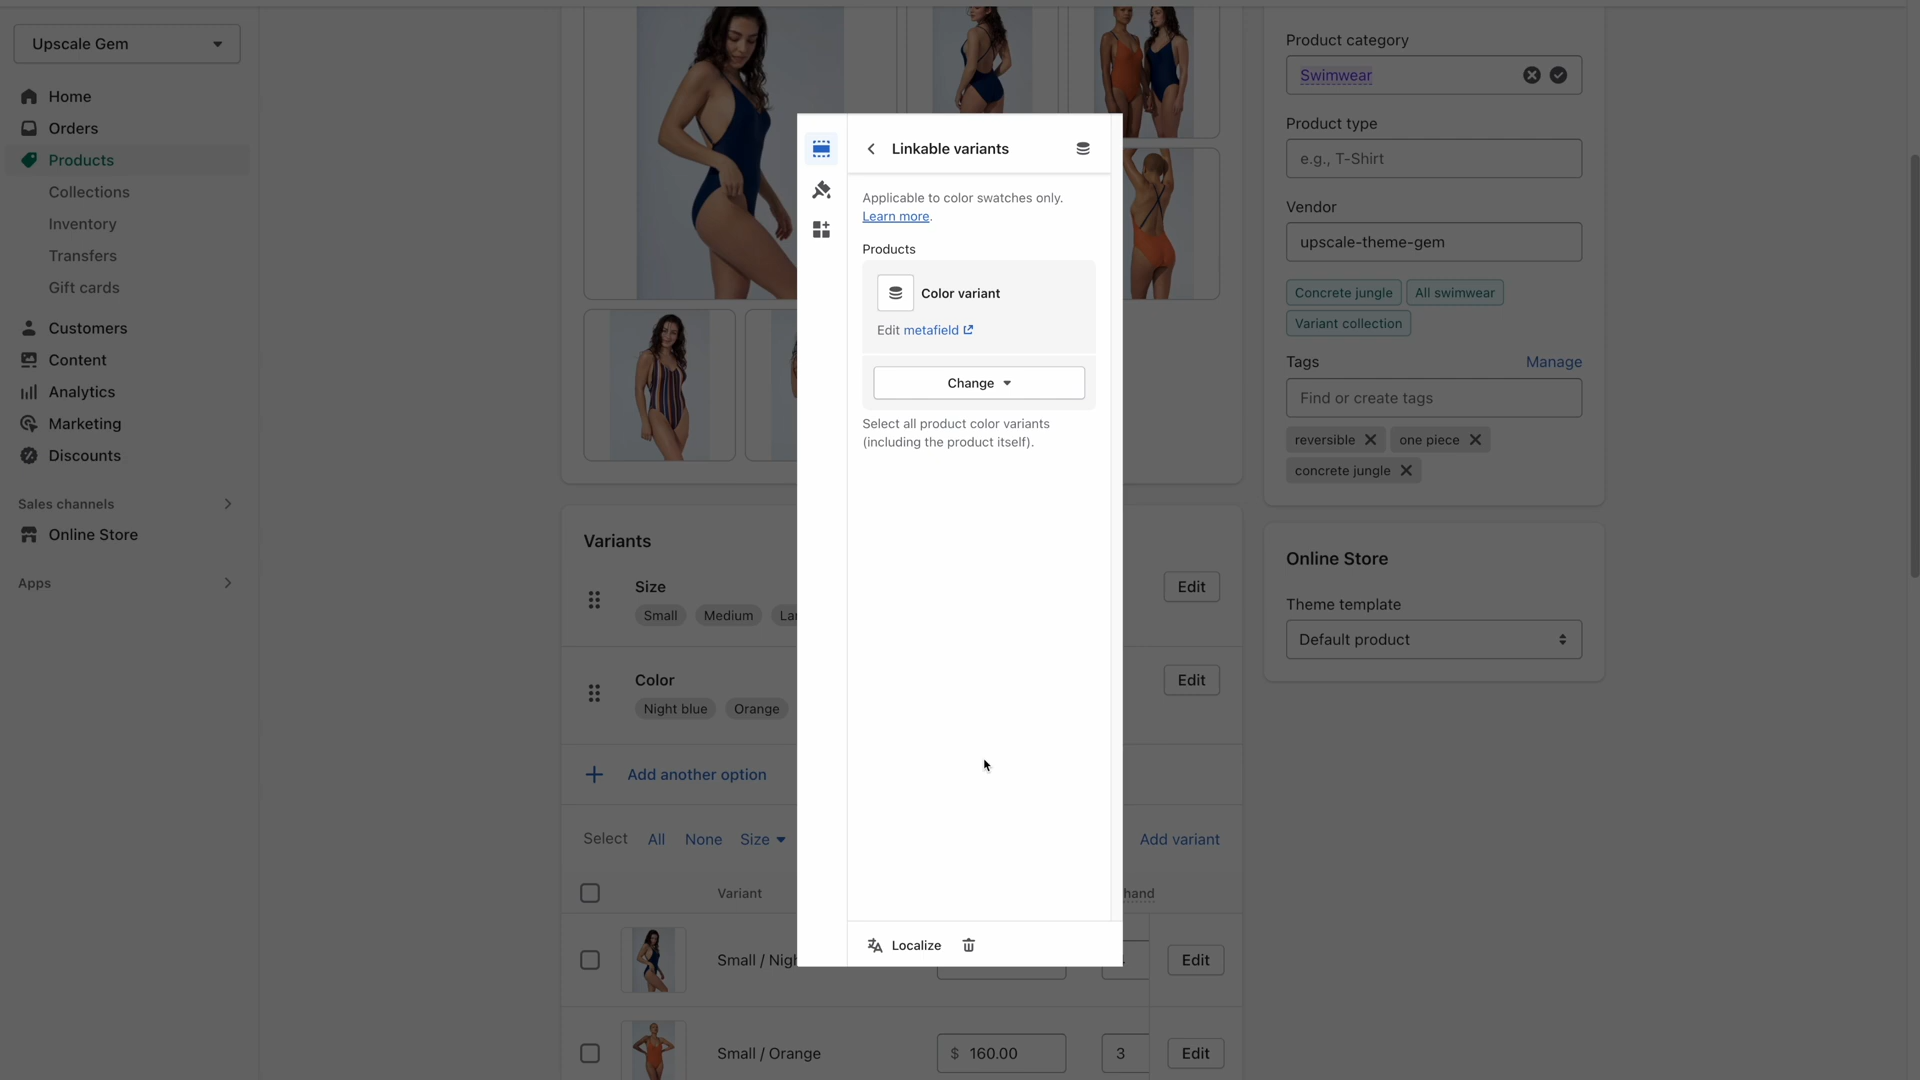 Upscale Gem
Home
Orders
Products
Collections
Inventory
Transfers
Gift cards
Customers
Content
Analytics
Marketing
Discounts
Sales channels
Online Store
Apps
Linkable variants
Applicable to color swatches only.
Learn more.
Products
Color variant
Edit metafield
Change
Select all product color variants
(including the product itself).
Localize
Variants
Size
Edit
Small Medium
Color
Edit
Night blue Orange
Add another option
Select All None Size
Add variant
Variant
hand
Small /
Edit
Small / Orange
$ 160.00
3
Edit
Product category
Swimwear
Product type
e.g., T-Shirt
Vendor
upscale-theme-gem
Concrete jungle All swimwear
Variant collection
Tags
Manage
Find or create tags
reversible one piece
concrete jungle
Online Store
Theme template
Default product